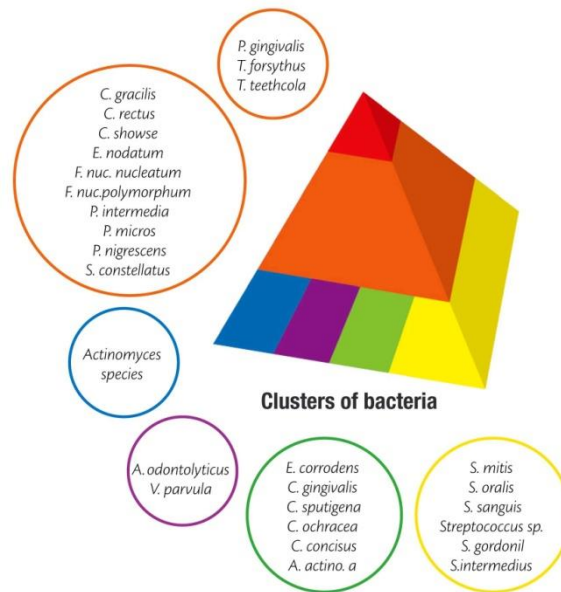 P. gingivalis
T. forsythus
T. teethcola
C. gracilis
C. rectus
C. showse
E. nodatum
F. nuc. nucleatum
F. nuc.polymorphum
P. intermedia
P. micros
P. nigrescens
S. constellatus
Actinomyces
species
Clusters of bacteria
A. odontolyticus
V. parvula
E. corrodens
C. gingivalis
C. sputigena
C. ochracea
C. concisus
A. actino. a
S. mitis
S. oralis
S. sanguis
Streptococcus sp.
S. gordonil
S.intermedius